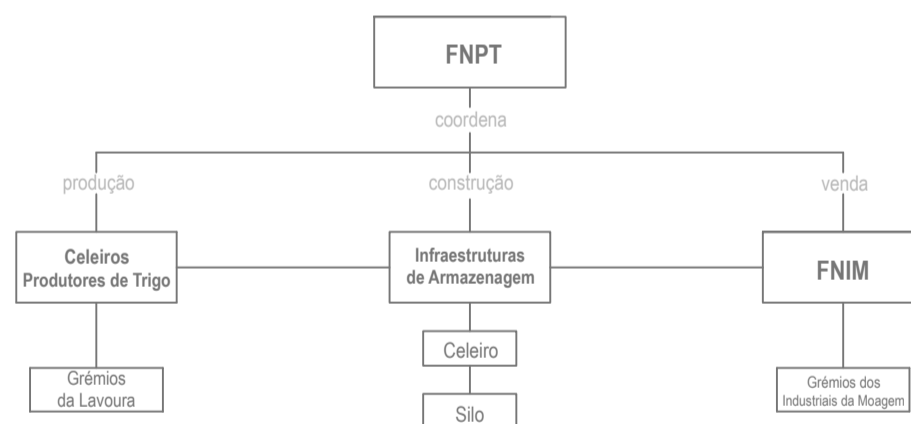 FNPT
coordena
produção
construção
venda
Celeiros
Produtores de Trigo
Infraestruturas
de Armazenagem
FNIM
Celeiro
Grémios
da Lavoura
Silo
Grémios dos
Industriais da Moagem